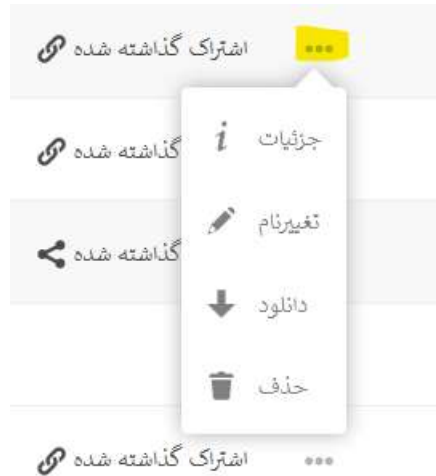 اشتراک گذاشته شده
جزئیات
گذاشته شده
تغییرنام
گذاشته شده
دانلود
حذف
اشتراک گذاشته شده